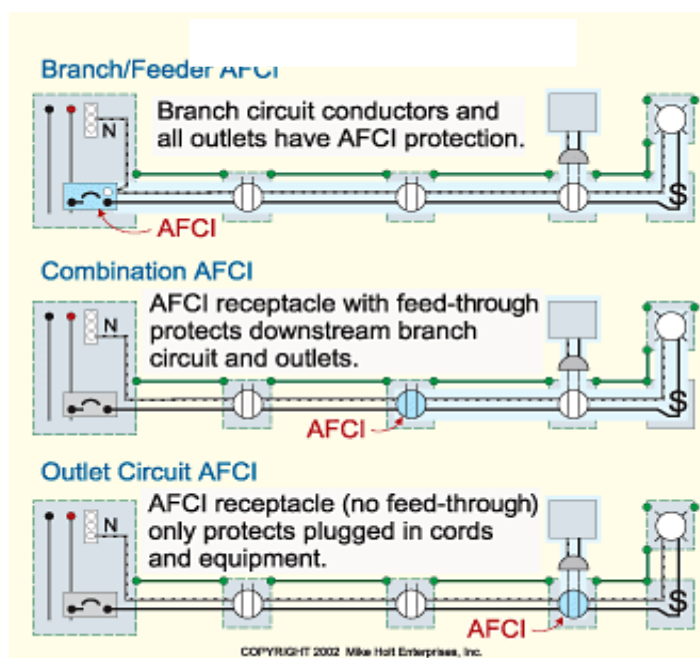 Branch/Feeder AFCI
Branch circuit conductors and
all outlets have AFCI protection.
N
AFCI
$
Combination AFCI
AFCI receptacle with feed-through
protects downstream branch
circuit and outlets.
N
AFCI
$
Outlet Circuit AFCI
AFCI receptacle (no feed-through)
only protects plugged in cords
and equipment.
N
AFCI
$
COPYRIGHT 2002 Mike Holt Enterprises, Inc.